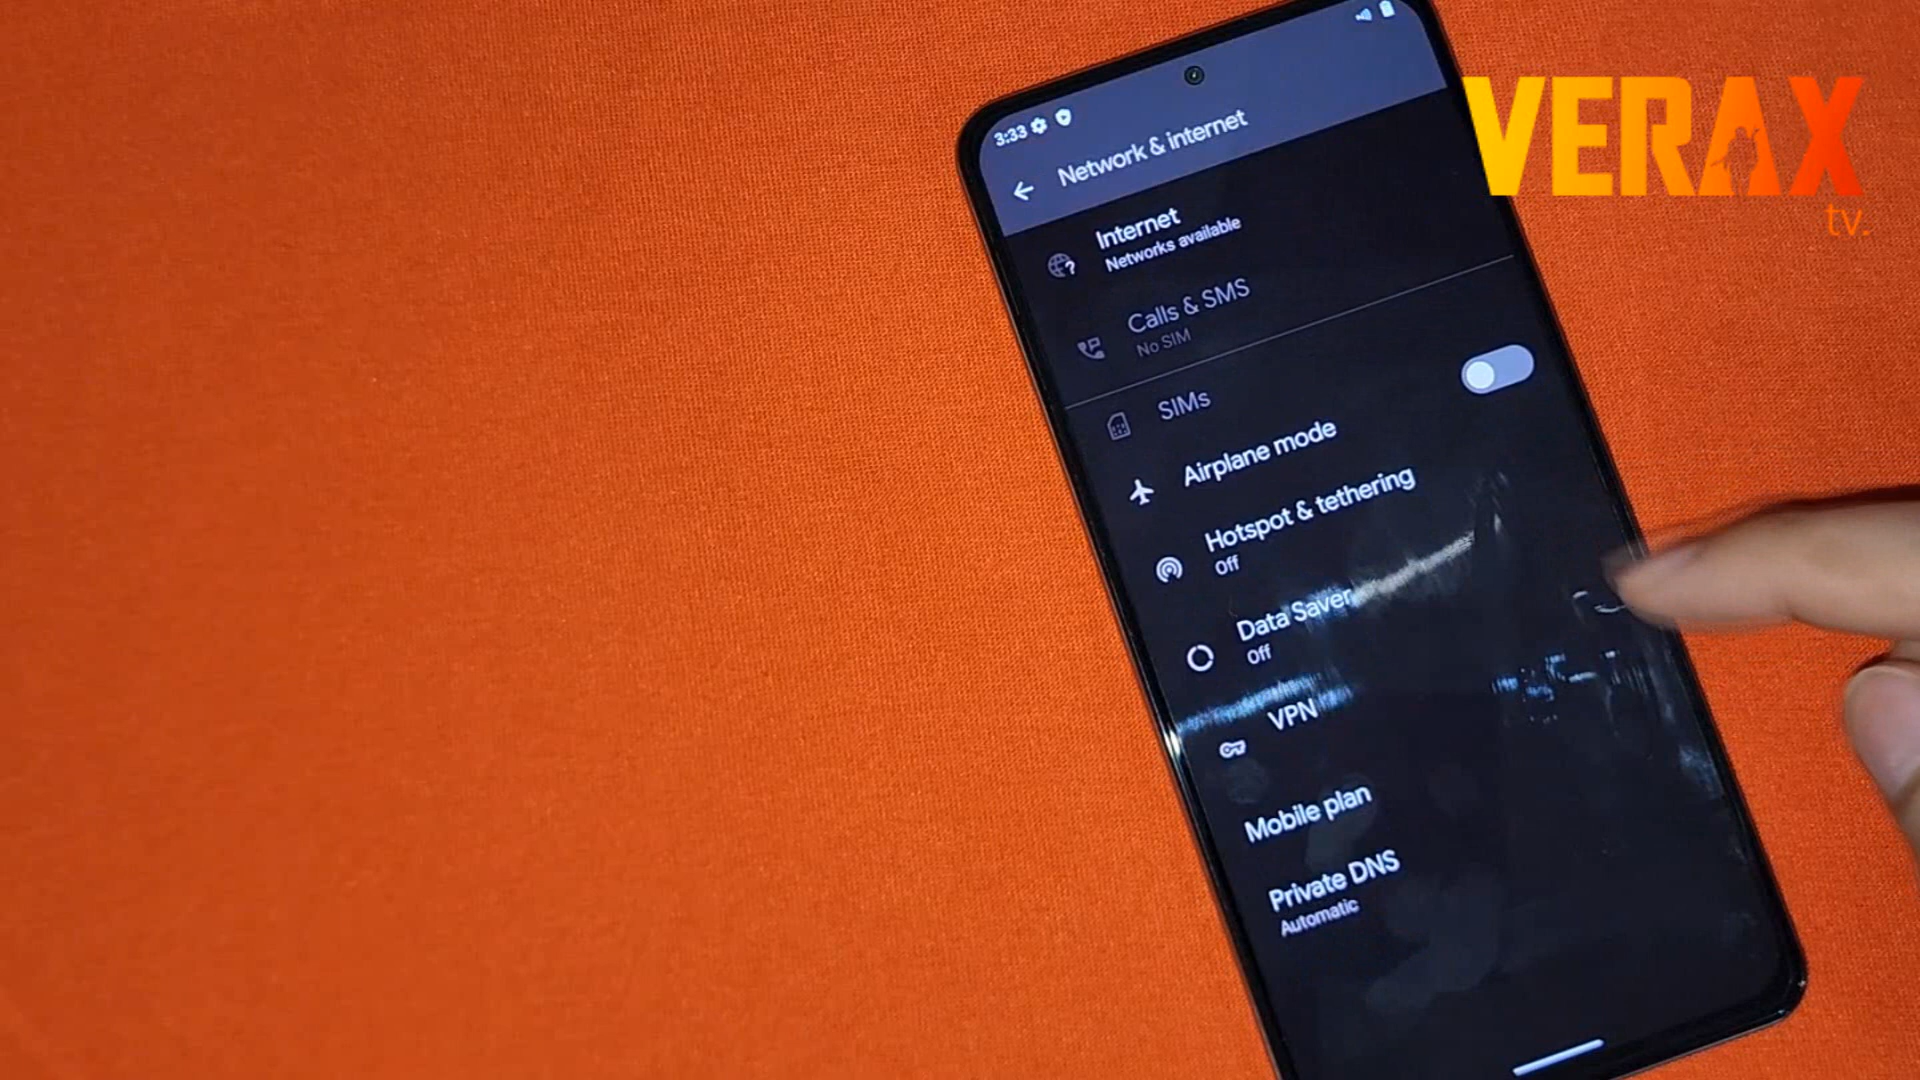 VERAX
tv.
3:33
Network & internet
Internet
Networks available
Calls & SMS
No SIM
SIMs
Airplane mode
Hotspot & tethering
Off
Data Saver
Off
VPN
Mobile plan
Private DNS
Automatic